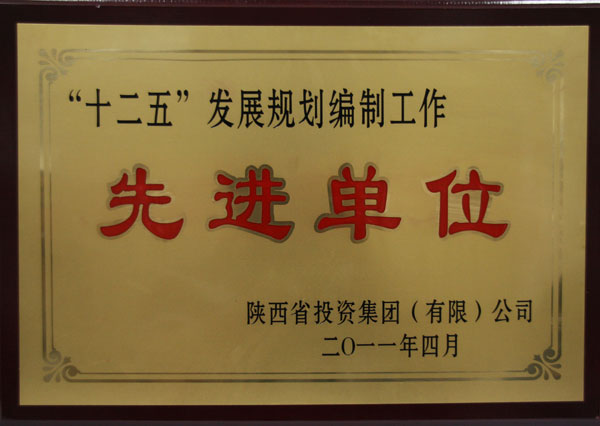 “十二五”发展规划编制工作
先进单位
陕西省投资集团（有限）公司
二〇一一年四月